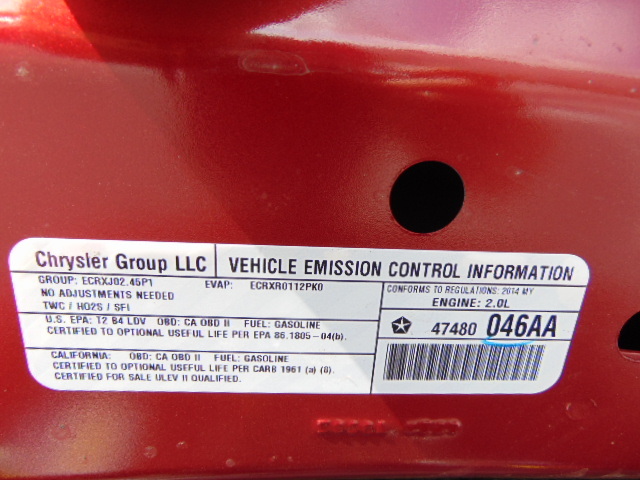 Chrysler Group LLC
VEHICLE EMISSION CONTROL INFORMATION
GROUP: ECRXJ02.45P1 EVAP: ECRXR0112PK0
NO ADJUSTMENTS NEEDED
TWC / HO2S / SFI
CONFORMS TO REGULATIONS: 2014 MY
ENGINE: 2.0L
U.S. EPA: T2 B4 LDV OBD: CA OBD II FUEL: GASOLINE
CERTIFIED TO OPTIONAL USEFUL LIFE PER EPA 86.1805-04(b).
47480 046AA
CALIFORNIA: OBD: CA OBD II FUEL: GASOLINE
CERTIFIED TO OPTIONAL USEFUL LIFE PER CARB 1961 (a) (8).
CERTIFIED FOR SALE ULEV II QUALIFIED.